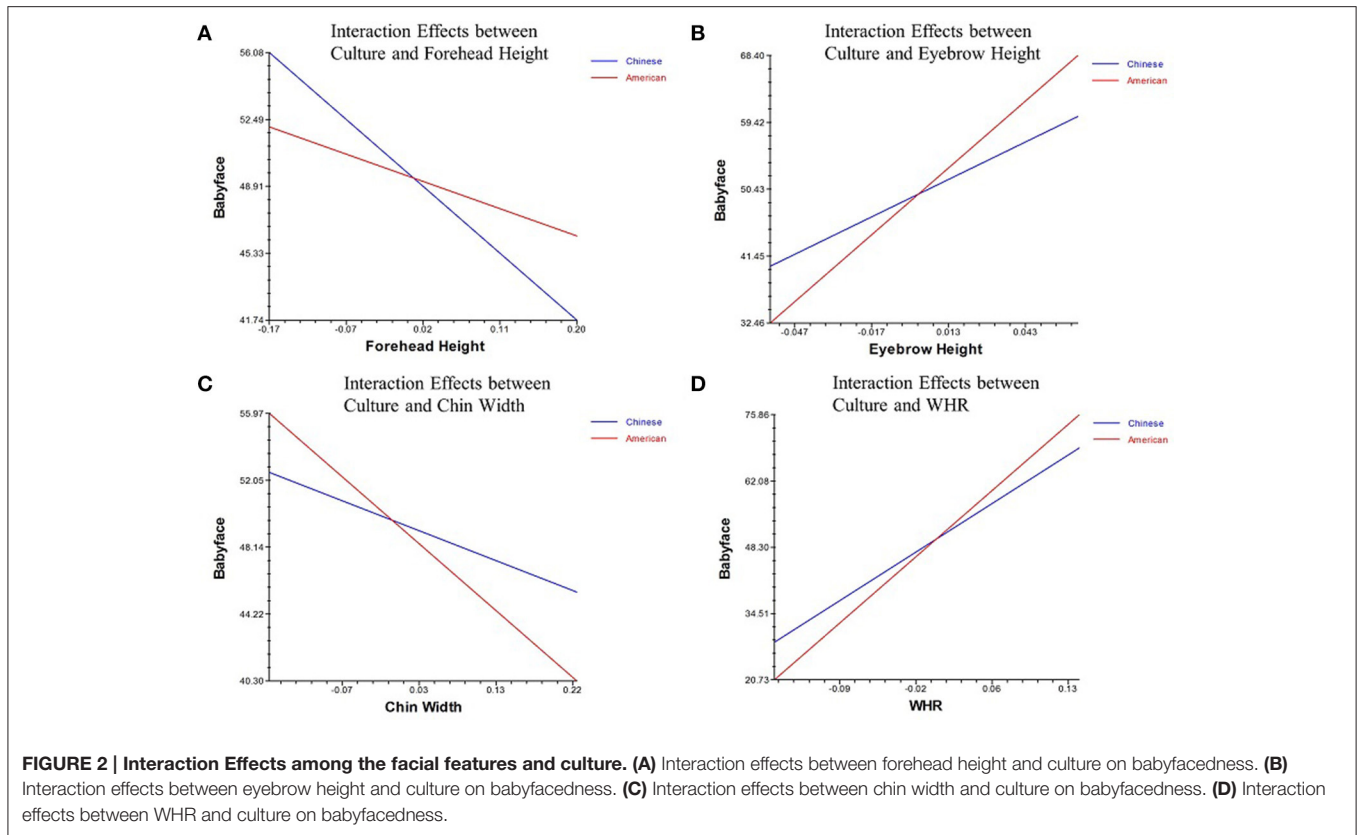 A
Interaction Effects between
Culture and Forehead Height
56.08
52.49
48.91
45.33
41.74
Babyface
-0.17 -0.07 0.02 0.11 0.20
Forehead Height
Chinese
American
B
Interaction Effects between
Culture and Eyebrow Height
68.40
59.42
50.43
41.45
32.46
Babyface
-0.047 -0.017 0.013 0.043
Eyebrow Height
Chinese
American
C
Interaction Effects between
Culture and Chin Width
55.97
52.05
48.14
44.22
40.30
Babyface
-0.07 0.03 0.13 0.22
Chin Width
Chinese
American
D
Interaction Effects between
Culture and WHR
75.86
62.08
48.30
34.51
20.73
Babyface
-0.09 -0.02 0.06 0.13
WHR
Chinese
American
FIGURE 2 | Interaction Effects among the facial features and culture. (A) Interaction effects between forehead height and culture on babyfacedness. (B)
Interaction effects between eyebrow height and culture on babyfacedness. (C) Interaction effects between chin width and culture on babyfacedness. (D) Interaction
effects between WHR and culture on babyfacedness.